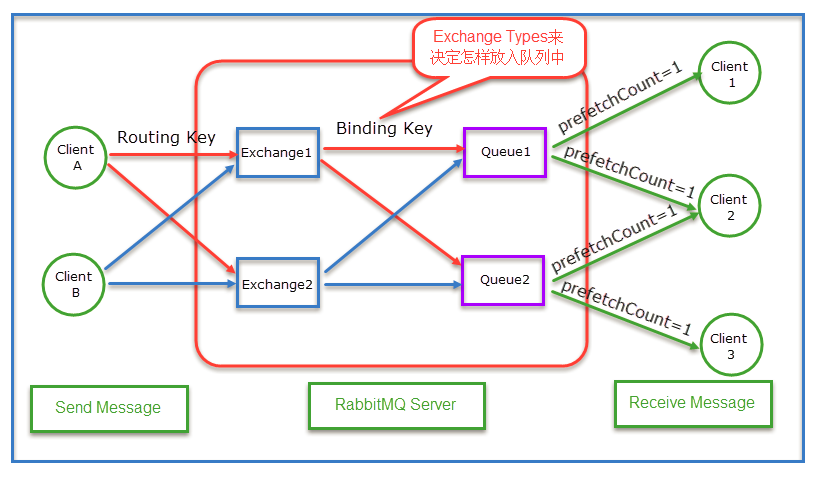 Exchange Types来
决定怎样放入队列中
Client
1
prefetchCount=1
Routing Key
Binding Key
Client
A
Exchange1
Queue1
prefetchCount=1
Client
2
prefetchCount=1
Client
B
Exchange2
Queue2
prefetchCount=1
Client
3
Send Message
RabbitMQ Server
Receive Message